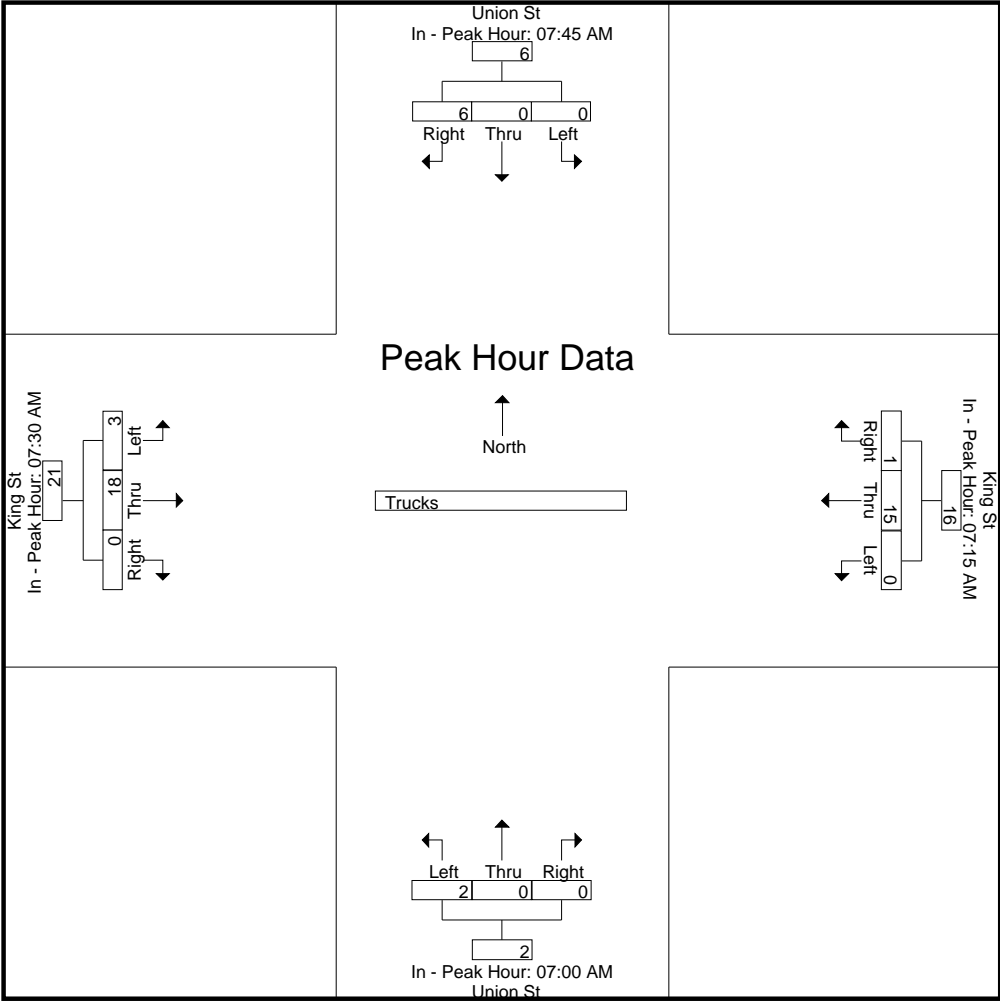 Union St
In - Peak Hour: 07:45 AM
6
6 0 0
Right Thru Left
Peak Hour Data
North
Trucks
King St
In - Peak Hour: 07:30 AM
21
3 18 0
Left Thru Right
King St
In - Peak Hour: 07:15 AM
16
1 15 0
Right Thru Left
Left Thru Right
2 0 0
2
In - Peak Hour: 07:00 AM
Union St